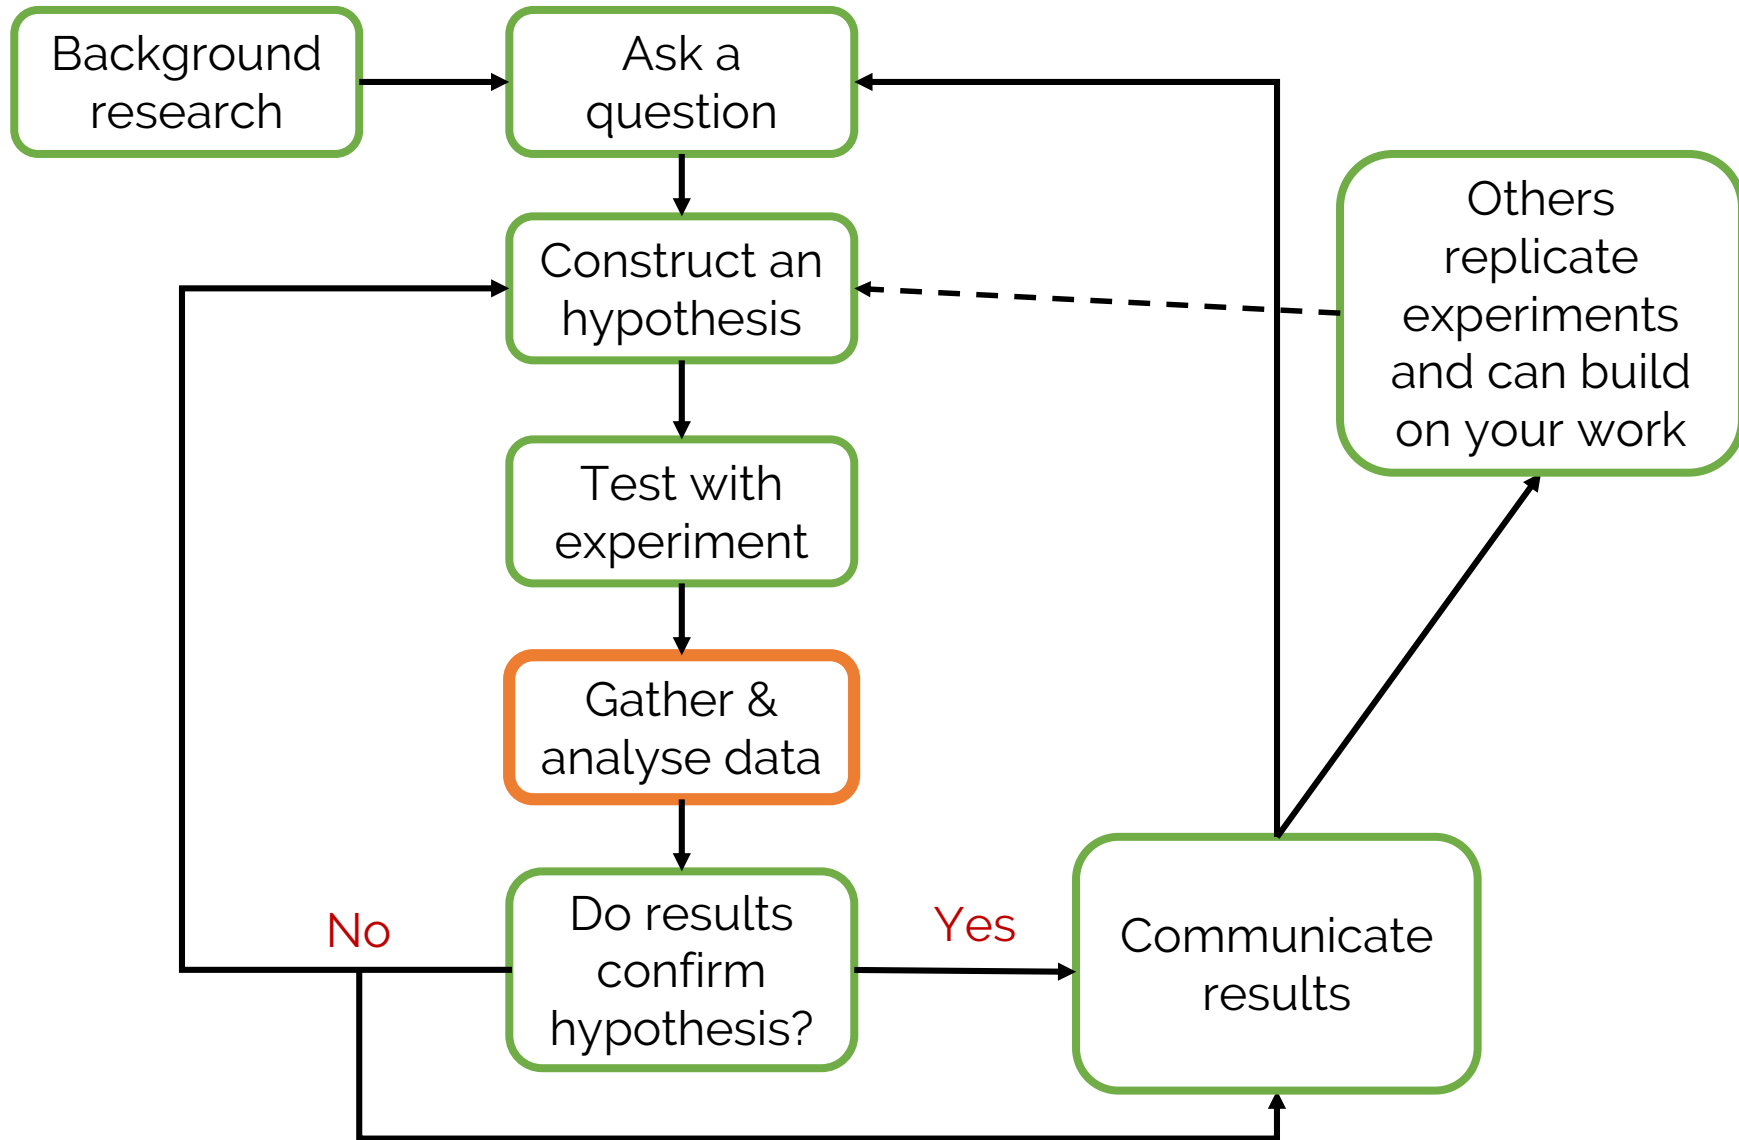 Background
research
Ask a
question
Construct an
hypothesis
Others
replicate
experiments
and can build
on your work
Test with
experiment
Gather &
analyse data
No
Do results
confirm
hypothesis?
Yes
Communicate
results